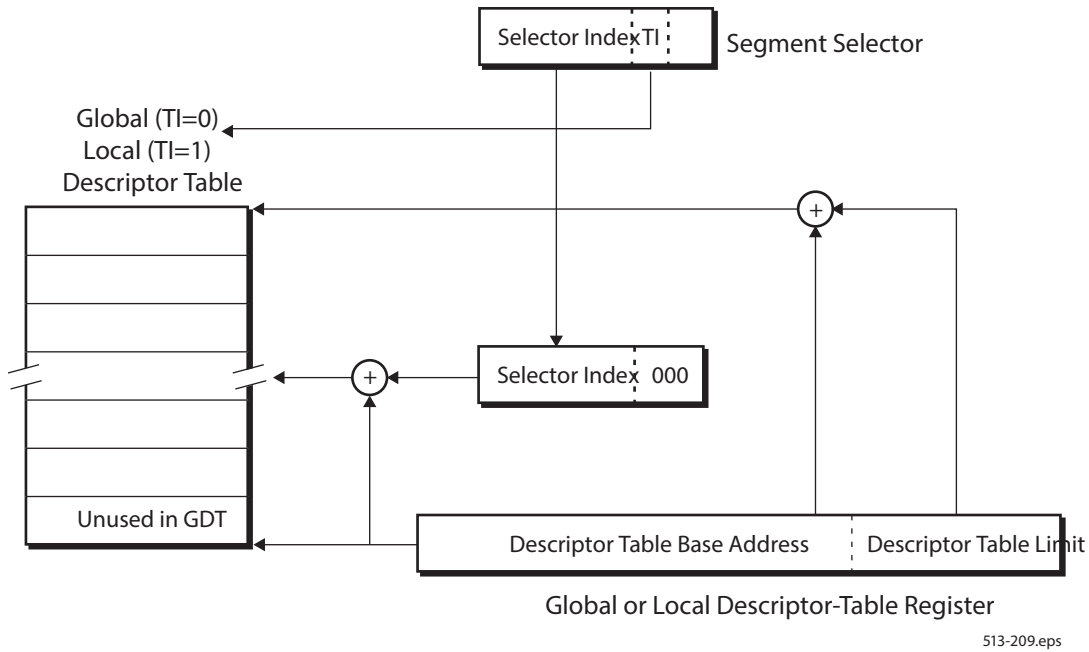 Selector Index TI
Segment Selector
Global (TI=0)
Local (TI=1)
Descriptor Table
+
Selector Index 000
+
Unused in GDT
Descriptor Table Base Address
Descriptor Table Limit
Global or Local Descriptor-Table Register
513-209.eps